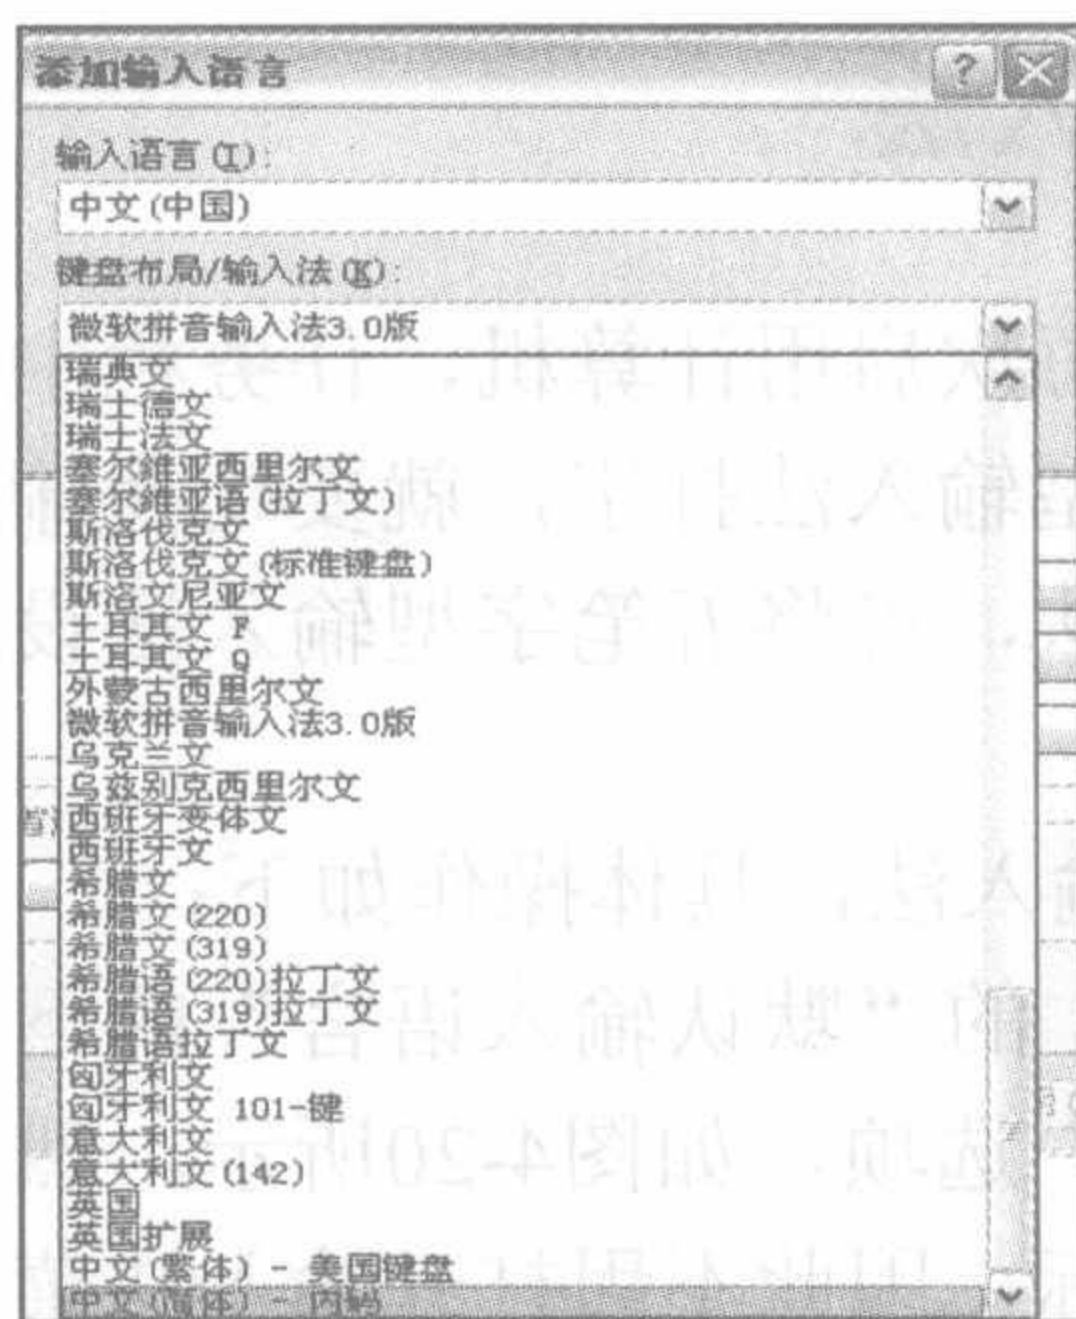 添加输入语言
输入语言(I):
中文(中国)
键盘布局/输入法(K):
微软拼音输入法3.0版
瑞典文
瑞士德文
瑞士法文
塞尔維亚西里尔文
塞尔維亚语(拉丁文)
斯洛伐克文
斯洛伐克文(标准键盘)
斯洛文尼亚文
土耳其文 F
土耳其文 Q
外蒙古西里尔文
微软拼音输入法3.0版
乌克兰文
乌兹别克西里尔文
西班牙变体文
西班牙文
希腊文
希腊文(220)
希腊文(319)
希腊语(220)拉丁文
希腊语(319)拉丁文
希腊语拉丁文
匈牙利文
匈牙利文 101-键
意大利文
意大利文(142)
英国
英国扩展
中文(繁体) - 美国键盘
中文(简体) - 内码